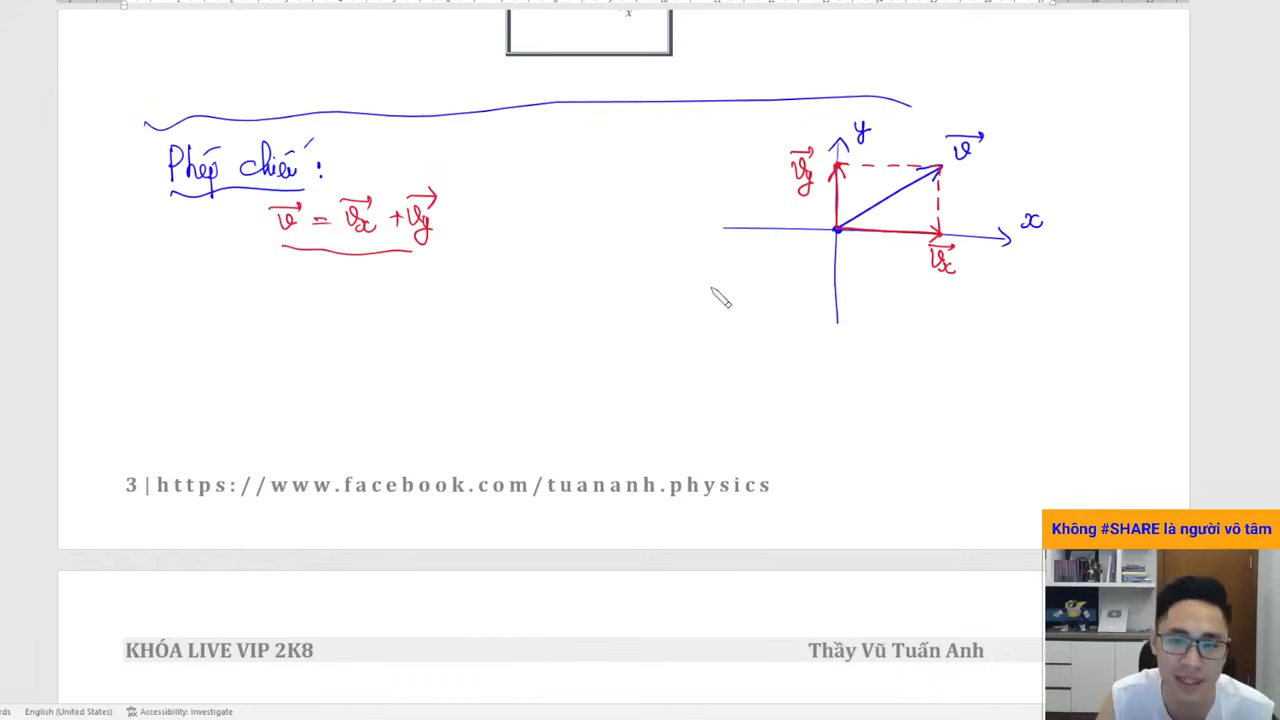 x
y
Phép chiếu:
v⃗ = v⃗x + v⃗y
v⃗y
v⃗
x
v⃗x
3 | https://www.facebook.com/tuananh.physics
Không #SHARE là người vô tâm
KHÓA LIVE VIP 2K8 Thầy Vũ Tuấn Anh
English (United States) Accessibility: Investigate